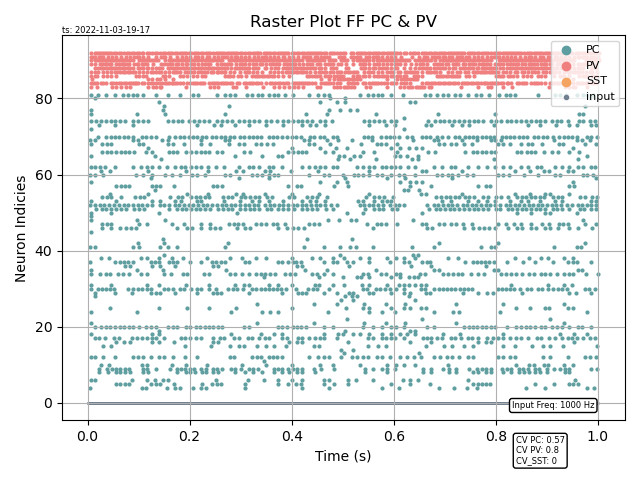 Raster Plot FF PC & PV
ts: 2022-11-03-19-17
PC
PV
SST
input
80
60
40
20
0
Neuron Indicies
Input Freq: 1000 Hz
0.0 0.2 0.4 0.6 0.8 1.0
Time (s)
CV PC: 0.57
CV PV: 0.8
CV_SST: 0